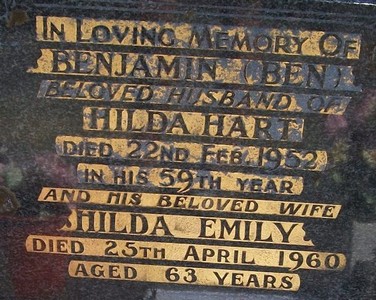 IN LOVING MEMORY OF
BENJAMIN (BEN)
BELOVED HUSBAND OF
HILDA HART
DIED 22ND FEB. 1952
IN HIS 59TH YEAR
AND HIS BELOVED WIFE
HILDA EMILY
DIED 25TH APRIL 1960
AGED 63 YEARS